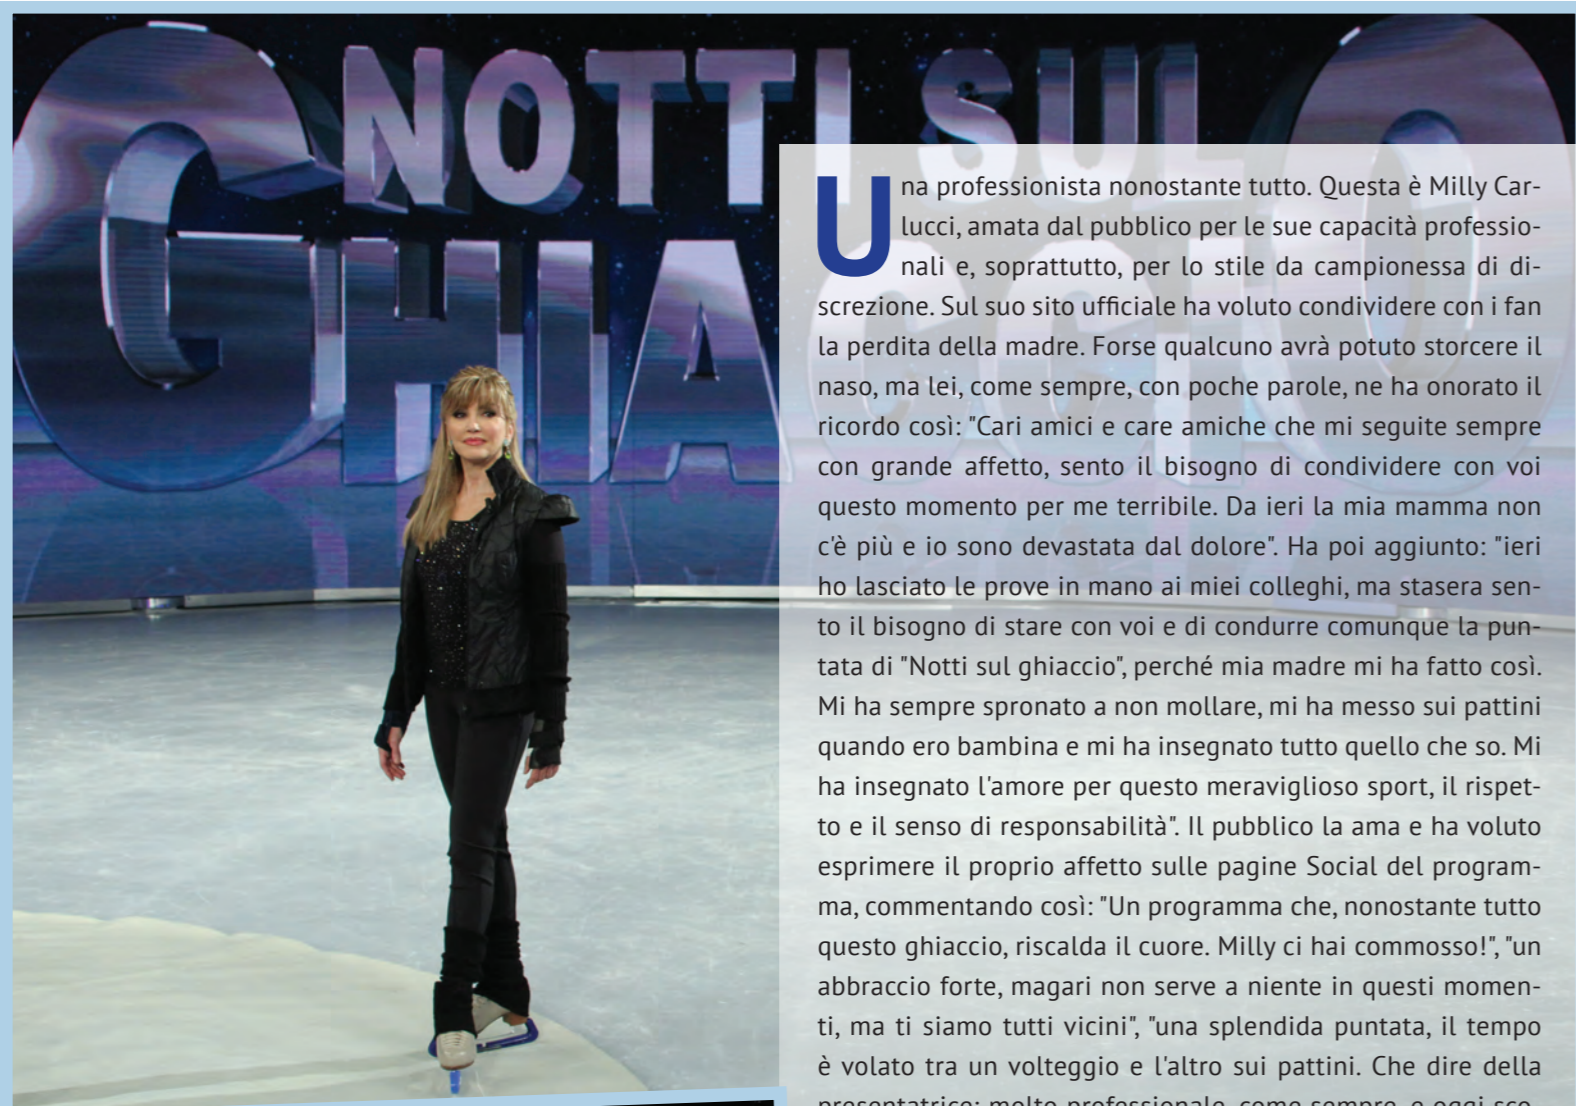 NOTTI SUL
GHIACCIO
Una professionista nonostante tutto. Questa è Milly Car-
lucci, amata dal pubblico per le sue capacità professio-
nali e, soprattutto, per lo stile da campionessa di di-
screzione. Sul suo sito ufficiale ha voluto condividere con i fan
la perdita della madre. Forse qualcuno avrà potuto storcere il
naso, ma lei, come sempre, con poche parole, ne ha onorato il
ricordo così: "Cari amici e care amiche che mi seguite sempre
con grande affetto, sento il bisogno di condividere con voi
questo momento per me terribile. Da ieri la mia mamma non
c'è più e io sono devastata dal dolore". Ha poi aggiunto: "ieri
ho lasciato le prove in mano ai miei colleghi, ma stasera sen-
to il bisogno di stare con voi e di condurre comunque la pun-
tata di "Notti sul ghiaccio", perché mia madre mi ha fatto così.
Mi ha sempre spronato a non mollare, mi ha messo sui pattini
quando ero bambina e mi ha insegnato tutto quello che so. Mi
ha insegnato l'amore per questo meraviglioso sport, il rispet-
to e il senso di responsabilità". Il pubblico la ama e ha voluto
esprimere il proprio affetto sulle pagine Social del program-
ma, commentando così: "Un programma che, nonostante tutto
questo ghiaccio, riscalda il cuore. Milly ci hai commosso!", "un
abbraccio forte, magari non serve a niente in questi momen-
ti, ma ti siamo tutti vicini", "una splendida puntata, il tempo
è volato tra un volteggio e l'altro sui pattini. Che dire della
presentatrice: molto professionale, come sempre, e oggi sco-